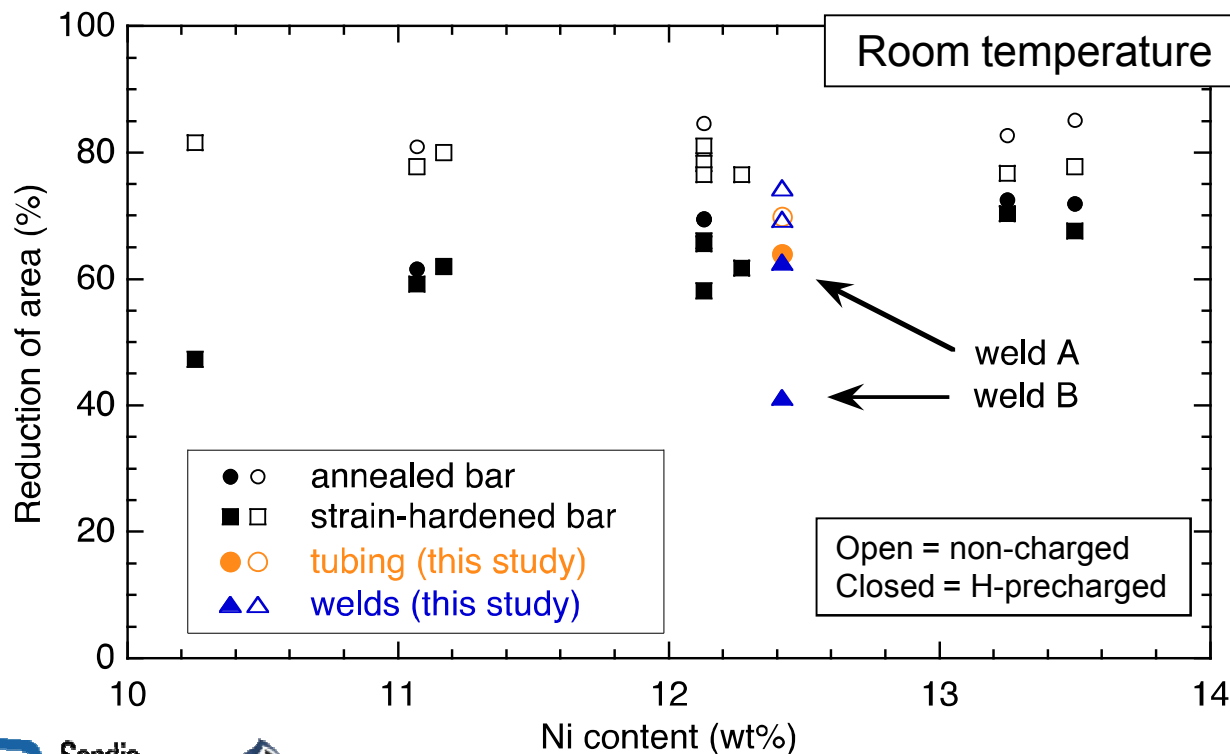 Room temperature
100
80
60
40
20
0
Reduction of area (%)
weld A
weld B
annealed bar
strain-hardened bar
tubing (this study)
welds (this study)
Open = non-charged
Closed = H-precharged
10
11
12
13
14
Ni content (wt%)